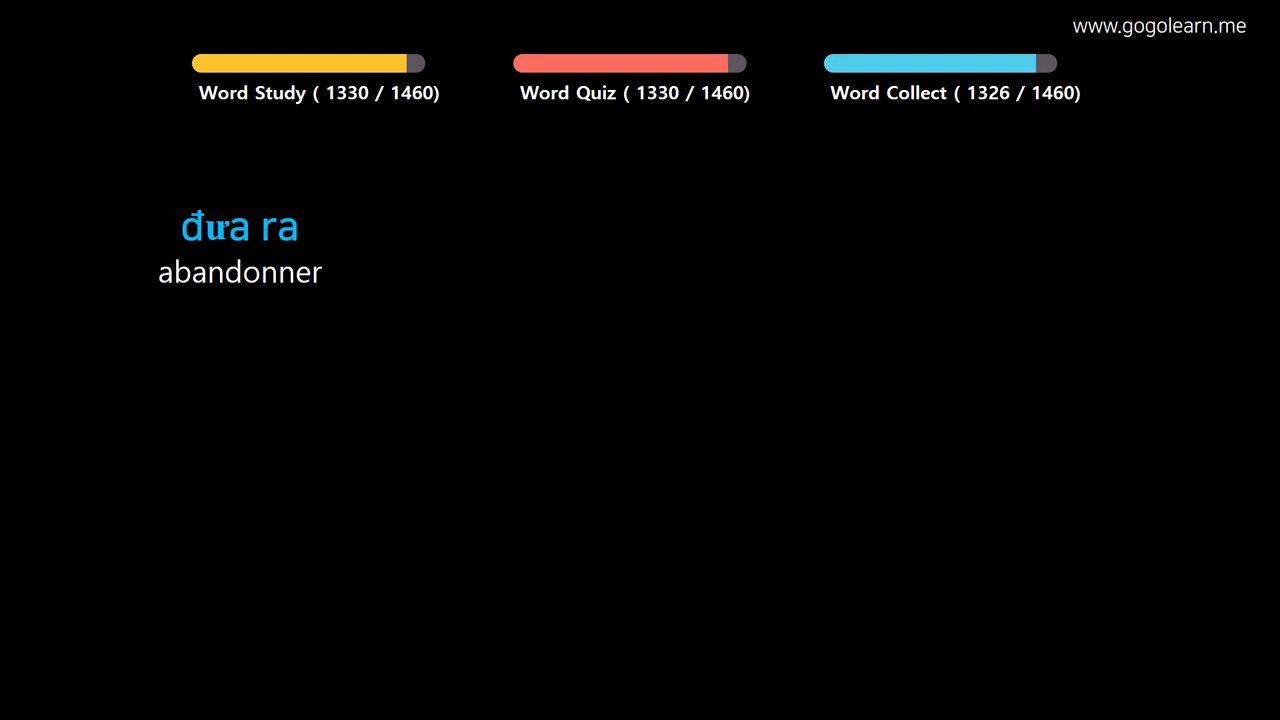 www.gogolearn.me
Word Study ( 1330 / 1460)
Word Quiz ( 1330 / 1460)
Word Collect ( 1326 / 1460)
đưa ra
abandonner